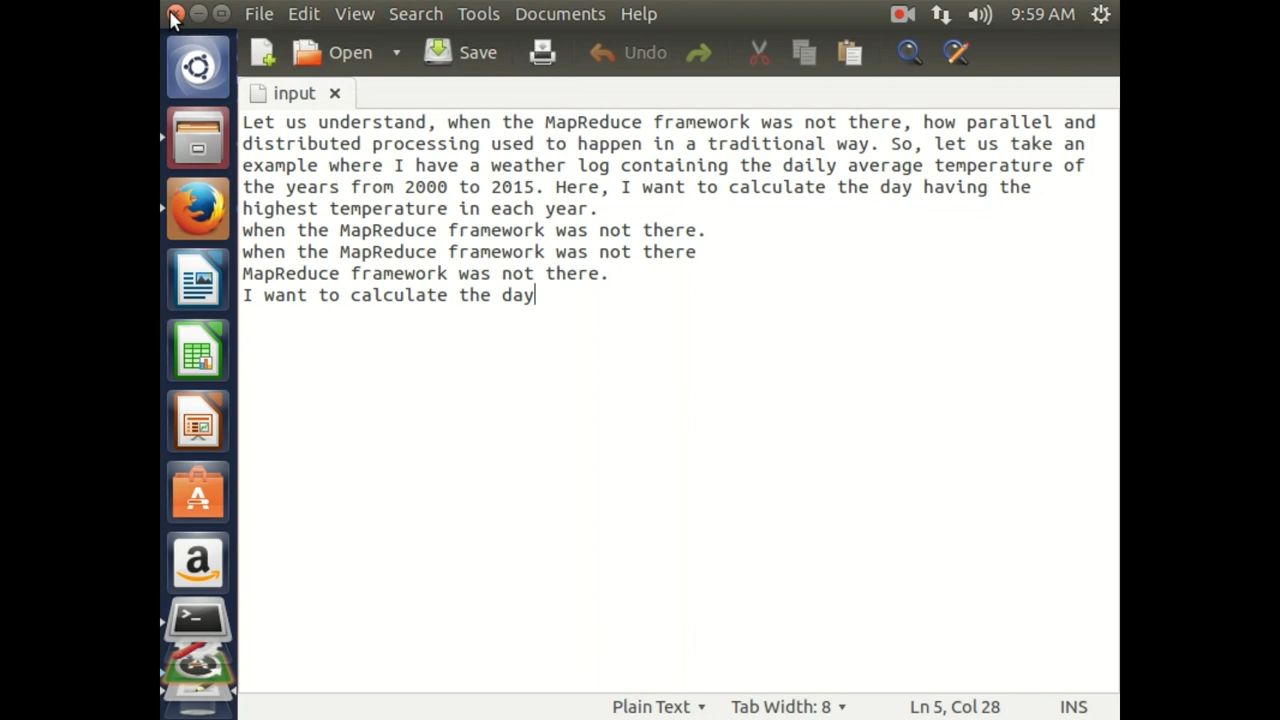 File Edit View Search Tools Documents Help 9:59 AM
Open Save Undo
input
Let us understand, when the MapReduce framework was not there, how parallel and
distributed processing used to happen in a traditional way. So, let us take an
example where I have a weather log containing the daily average temperature of
the years from 2000 to 2015. Here, I want to calculate the day having the
highest temperature in each year.
when the MapReduce framework was not there.
when the MapReduce framework was not there
MapReduce framework was not there.
I want to calculate the day
Plain Text Tab Width: 8 Ln 5, Col 28 INS